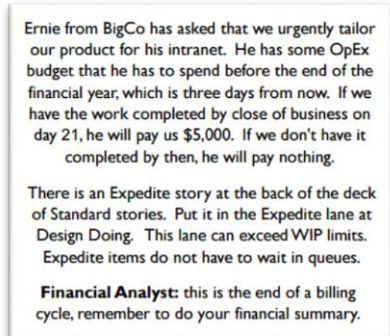 Ernie from BigCo has asked that we urgently tailor
our product for his intranet.  He has some OpEx
budget that he has to spend before the end of the
financial year, which is three days from now.  If we
have the work completed by close of business on
day 21, he will pay us $5,000.  If we don't have it
completed by then, he will pay nothing.
There is an Expedite story at the back of the deck
of Standard stories.  Put it in the Expedite lane at
Design Doing.  This lane can exceed WIP limits.
Expedite items do not have to wait in queues.
Financial Analyst: this is the end of a billing
cycle, remember to do your financial summary.